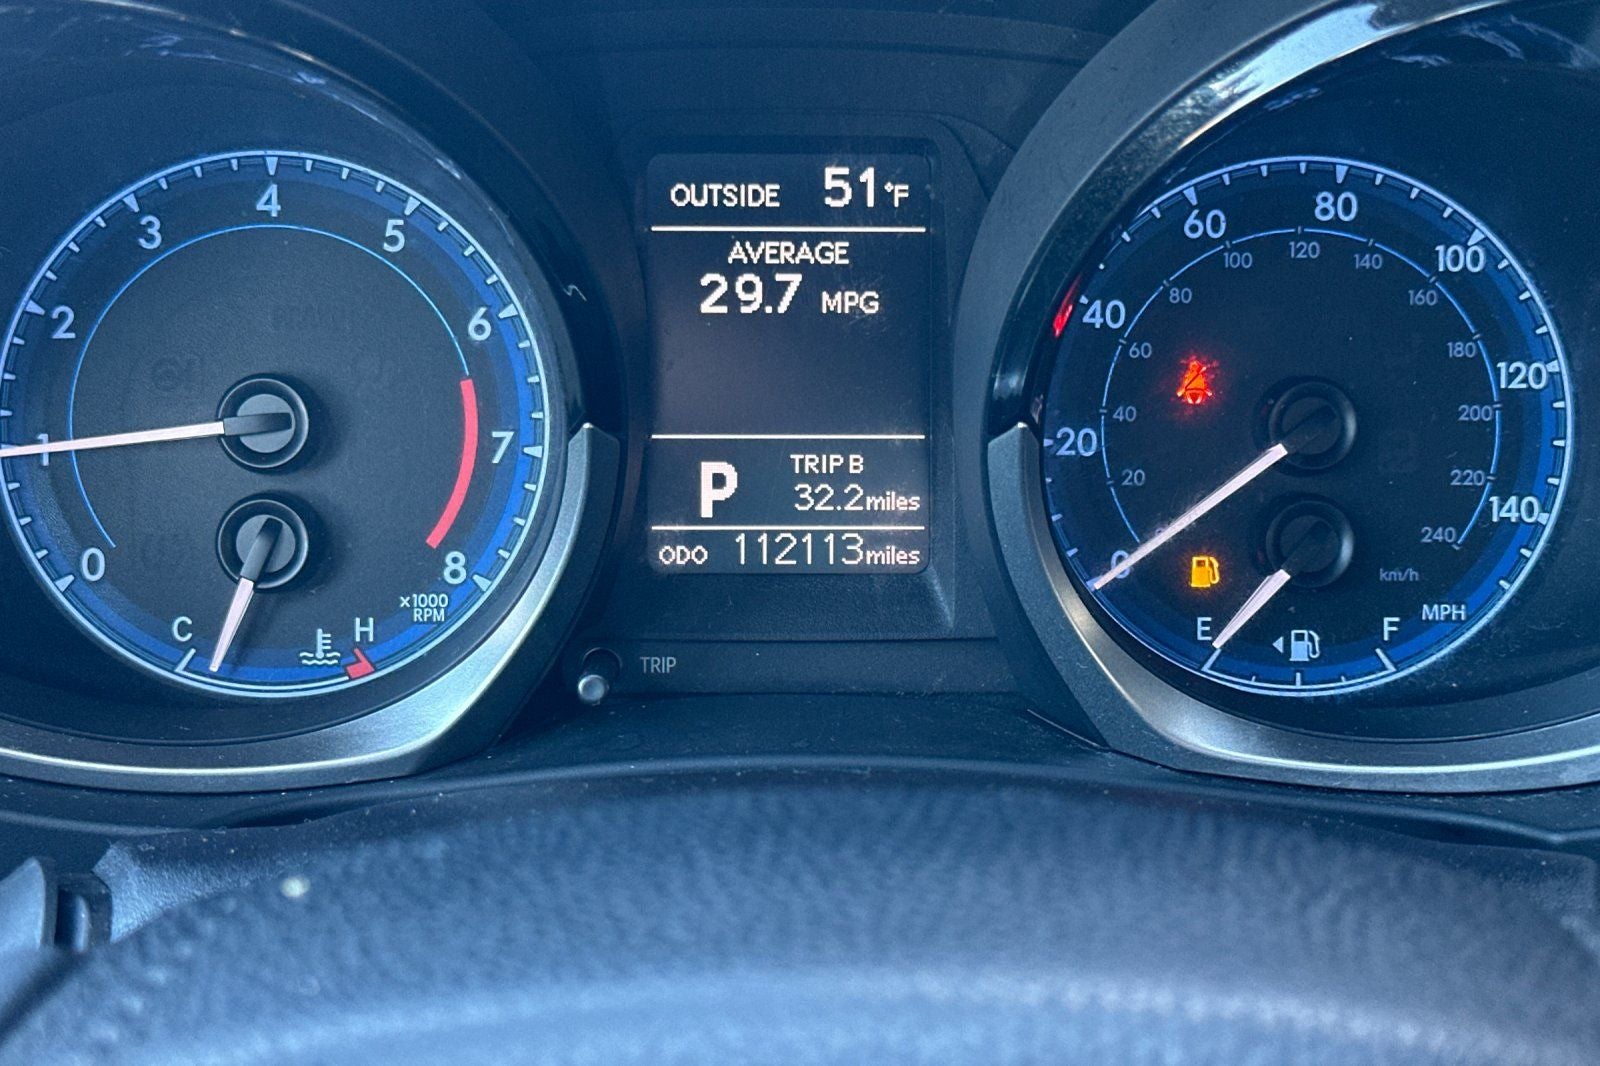 0
1
2
3
4
5
6
7
8
x1000
RPM
C
H
OUTSIDE 51°F
AVERAGE
29.7 MPG
P
TRIP B
32.2miles
ODO 112113miles
TRIP
0
20
40
60
80
100
120
140
MPH
20
40
60
80
100
120
140
160
180
200
220
240
km/h
E
F